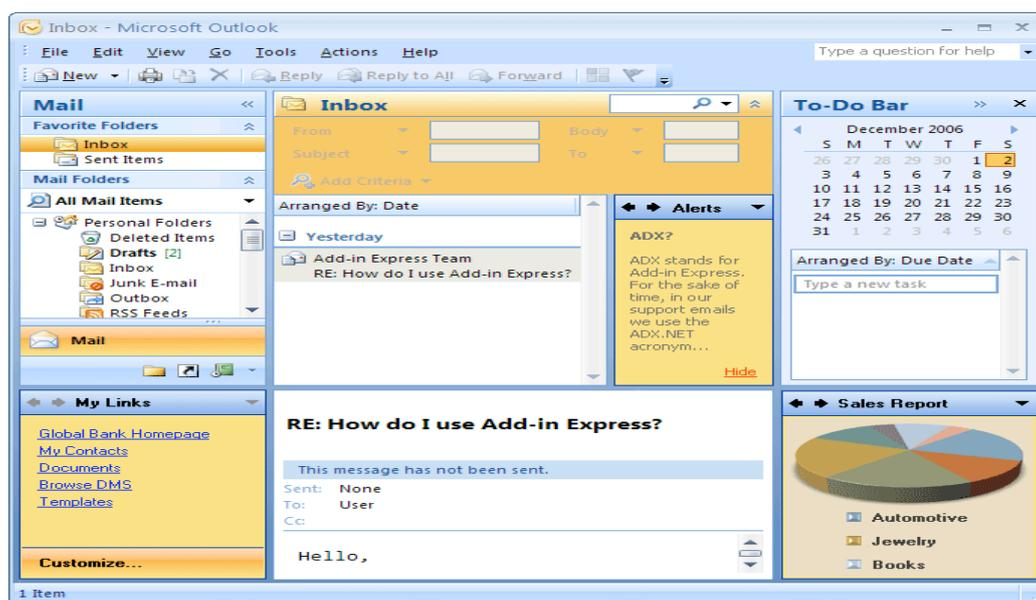 Inbox - Microsoft Outlook
File Edit View Go Tools Actions Help
Type a question for help
New Reply Reply to All Forward
Mail
Favorite Folders
Inbox
Sent Items
Mail Folders
All Mail Items
Personal Folders
Deleted Items
Drafts [2]
Inbox
Junk E-mail
Outbox
RSS Feeds
Mail
My Links
Global Bank Homepage
My Contacts
Documents
Browse DMS
Templates
Customize...
Inbox
From Body
Subject To
Add Criteria
Arranged By: Date
Yesterday
Add-in Express Team
RE: How do I use Add-in Express?
Alerts
ADX?
ADX stands for
Add-in Express.
For the sake of
time, in our
support emails
we use the
ADX.NET
acronym...
Hide
RE: How do I use Add-in Express?
This message has not been sent.
Sent: None
To: User
Cc:
Hello,
To-Do Bar
December 2006
S M T W T F S
26 27 28 29 30 1 2
3 4 5 6 7 8 9
10 11 12 13 14 15 16
17 18 19 20 21 22 23
24 25 26 27 28 29 30
31 1 2 3 4 5 6
Arranged By: Due Date
Type a new task
Sales Report
Automotive
Jewelry
Books
1 Item